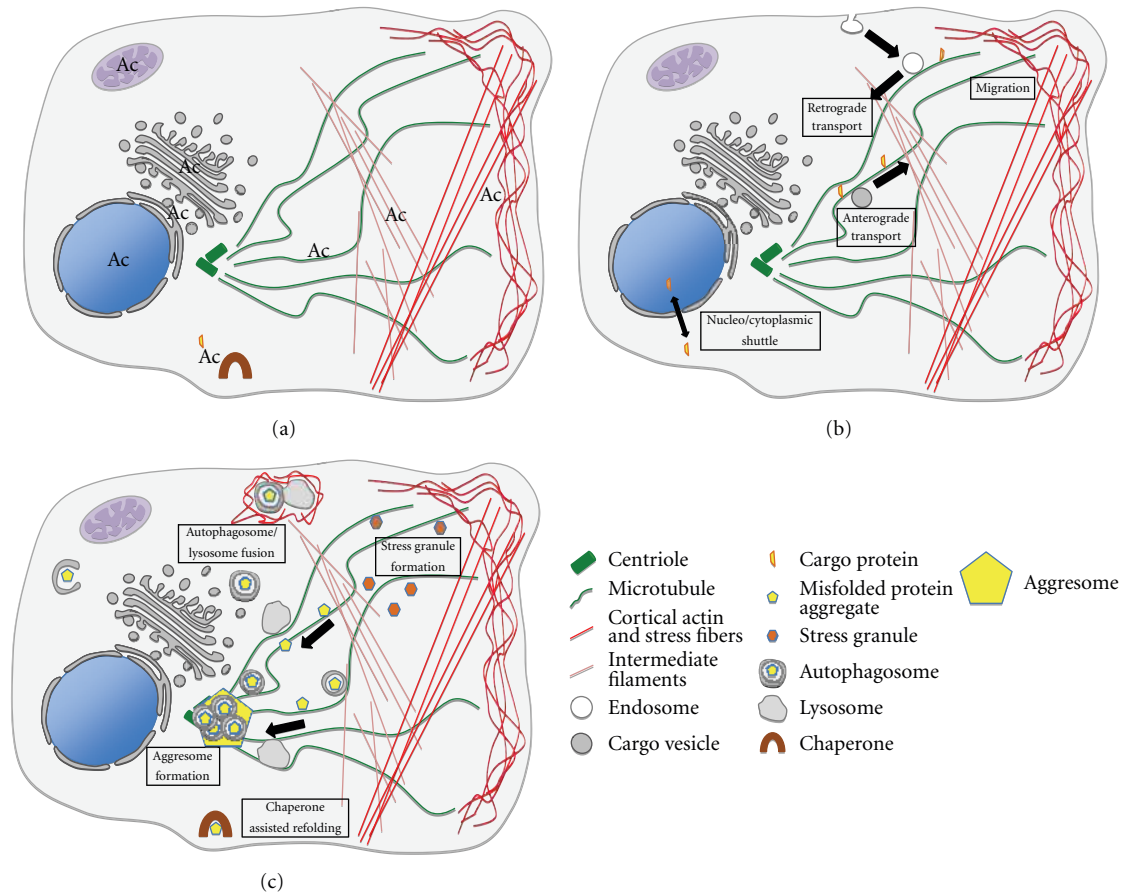 Ac
Ac
Ac
Ac
Ac
Ac
Ac
Ac
(a)
Migration
Retrograde
transport
Anterograde
transport
Nucleo/cytoplasmic
shuttle
(b)
Autophagosome/
lysosome fusion
Stress granule
formation
Aggresome
formation
Chaperone
assisted refolding
(c)
Centriole
Microtubule
Cortical actin
and stress fibers
Intermediate
filaments
Endosome
Cargo vesicle
Cargo protein
Misfolded protein
aggregate
Stress granule
Autophagosome
Lysosome
Chaperone
Aggresome